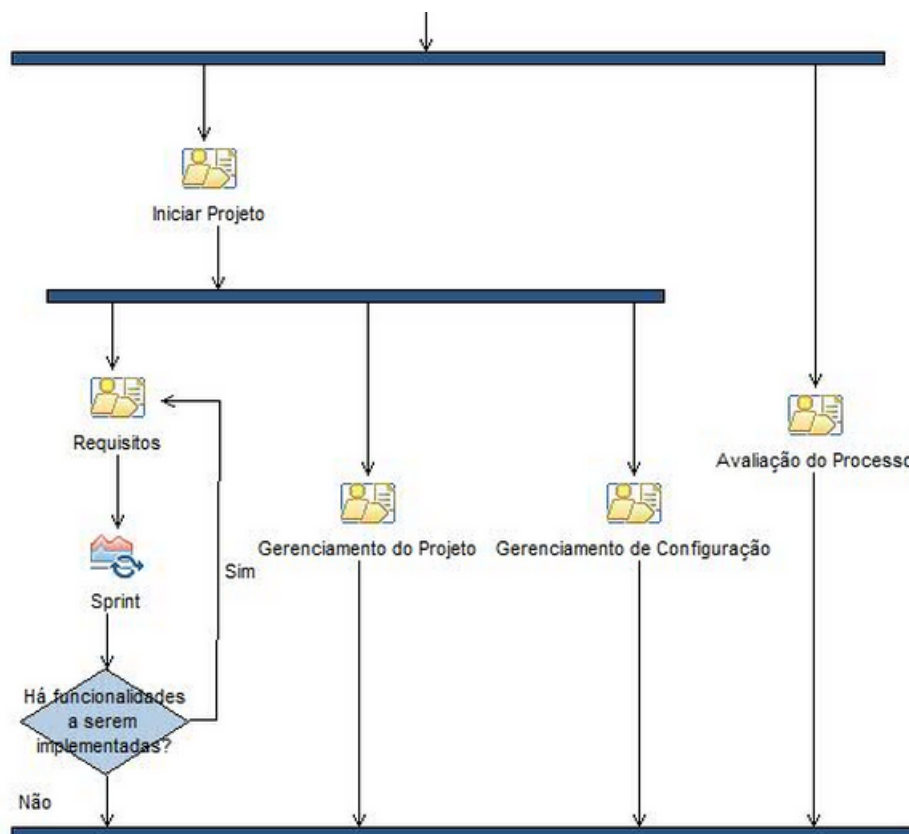 Iniciar Projeto
Requisitos
Avaliação do Processo
Gerenciamento do Projeto
Gerenciamento de Configuração
Sim
Sprint
Há funcionalidades
a serem
implementadas?
Não